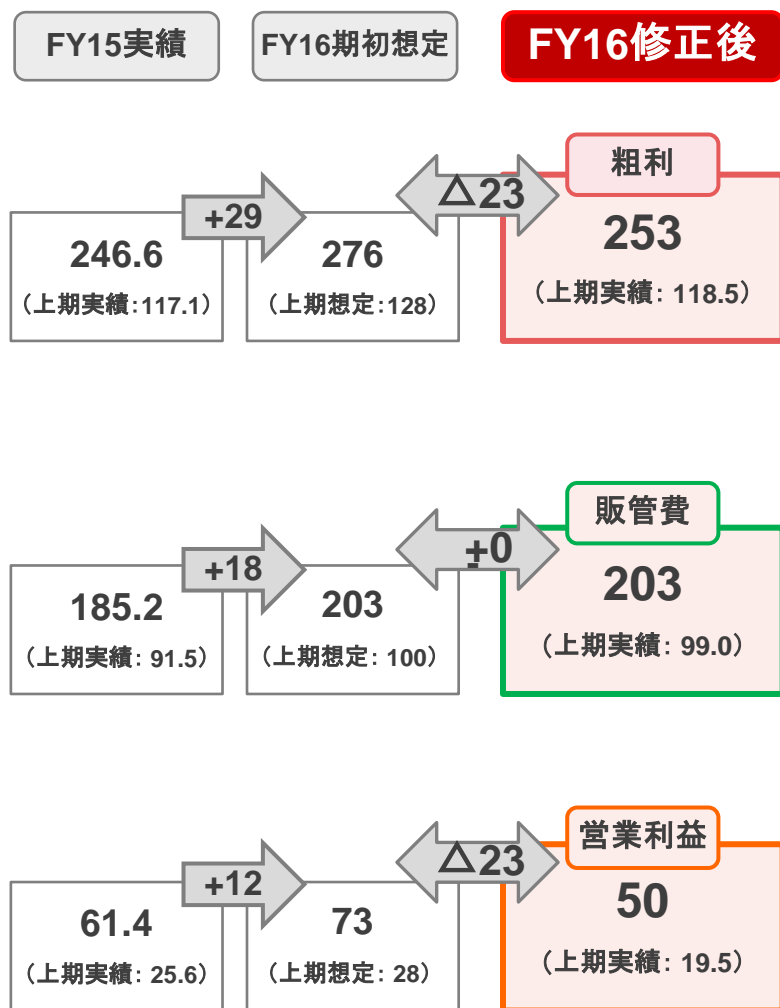 FY15実績
FY16期初想定
FY16修正後
粗利
+29
△23
246.6
(上期実績:117.1)
276
(上期想定:128)
253
(上期実績: 118.5)
販管費
+18
±0
185.2
(上期実績: 91.5)
203
(上期想定: 100)
203
(上期実績: 99.0)
営業利益
+12
△23
61.4
(上期実績: 25.6)
73
(上期想定: 28)
50
(上期実績: 19.5)